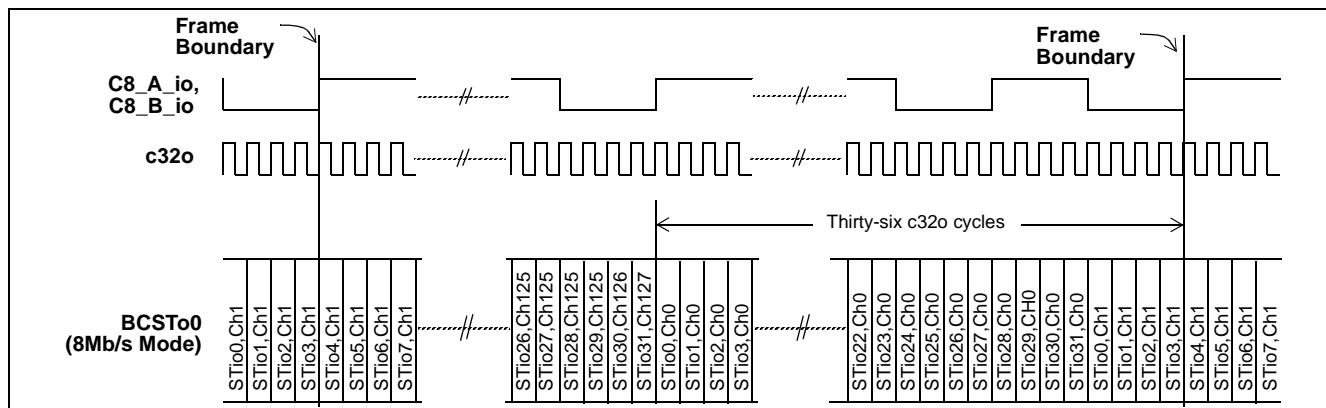 Frame
Boundary
Frame
Boundary
C8_A_io,
C8_B_io
c32o
Thirty-six c32o cycles
BCSTo0
(8Mb/s Mode)
STio0,Ch1
STio1,Ch1
STio2,Ch1
STio3,Ch1
STio4,Ch1
STio5,Ch1
STio6,Ch1
STio7,Ch1
STio26,Ch125
STio27,Ch125
STio28,Ch125
STio29,Ch125
STio30,Ch126
STio31,Ch127
STio0,Ch0
STio1,Ch0
STio2,Ch0
STio3,Ch0
STio22,Ch0
STio23,Ch0
STio24,Ch0
STio25,Ch0
STio26,Ch0
STio27,Ch0
STio28,Ch0
STio29,CH0
STio30,Ch0
STio31,Ch0
STio0,Ch1
STio1,Ch1
STio2,Ch1
STio3,Ch1
STio4,Ch1
STio5,Ch1
STio6,Ch1
STio7,Ch1